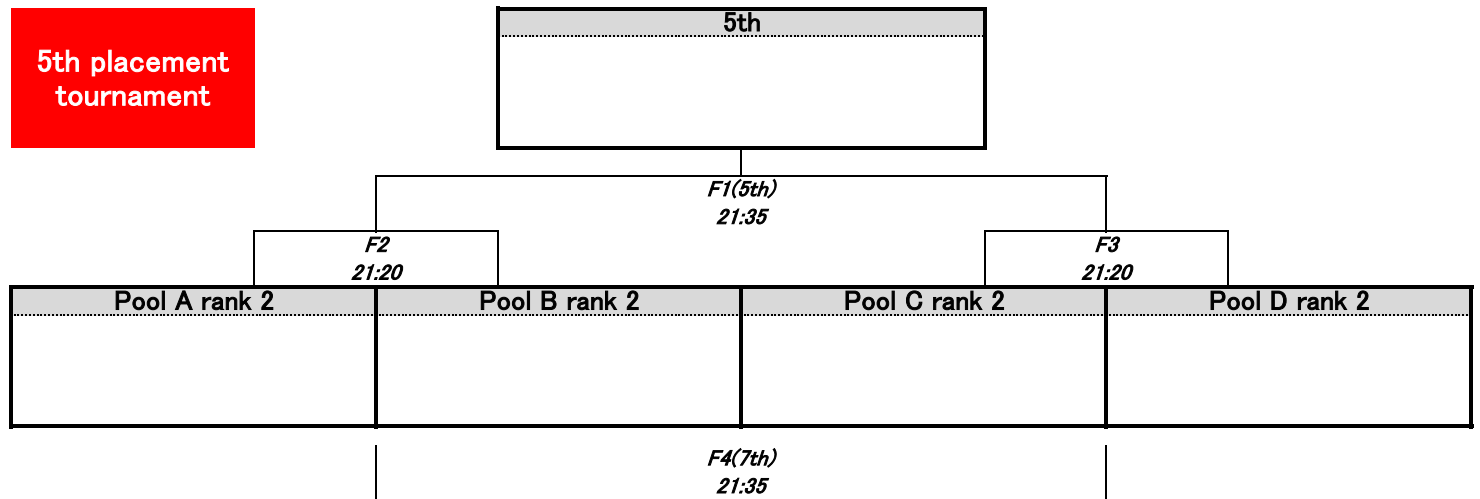 5th placement
tournament
5th
F1(5th)
21:35
F2
21:20
F3
21:20
Pool A rank 2
Pool B rank 2
Pool C rank 2
Pool D rank 2
F4(7th)
21:35